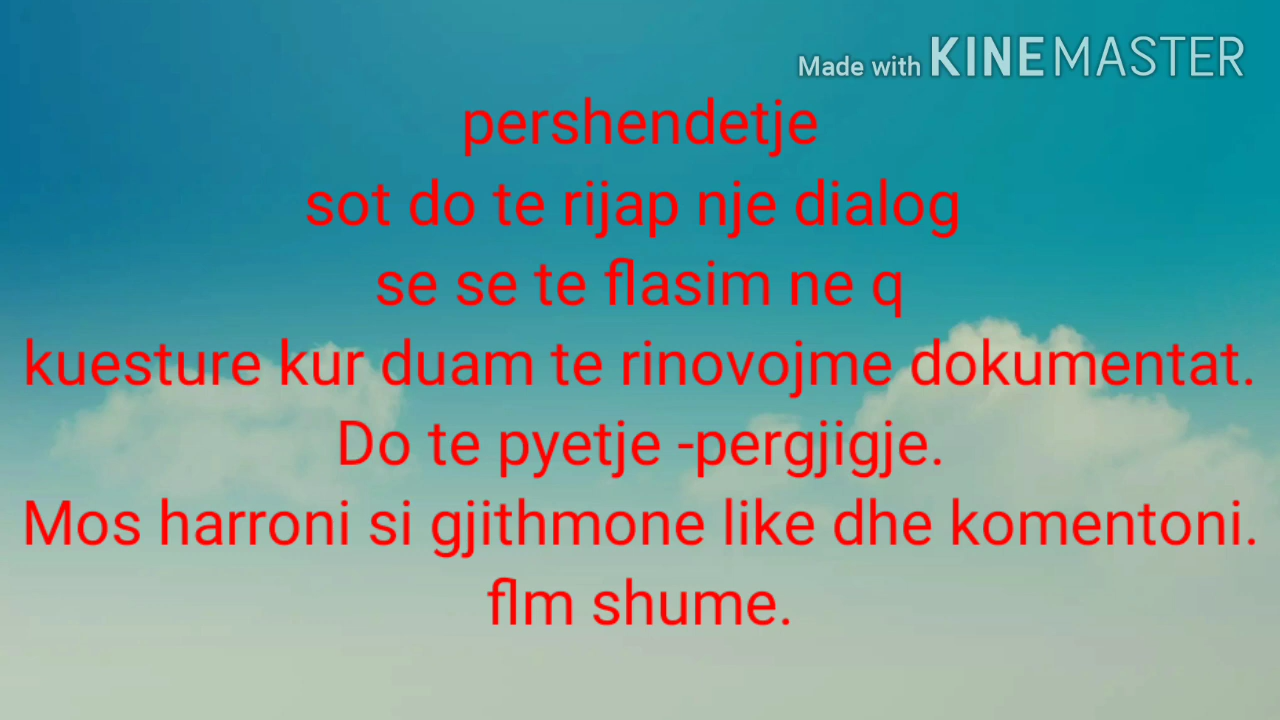 Made with KINEMASTER
pershendetje
sot do te rijap nje dialog
se se te flasim ne q
kuesture kur duam te rinovojme dokumentat.
Do te pyetje -pergjigje.
Mos harroni si gjithmone like dhe komentoni.
flm shume.